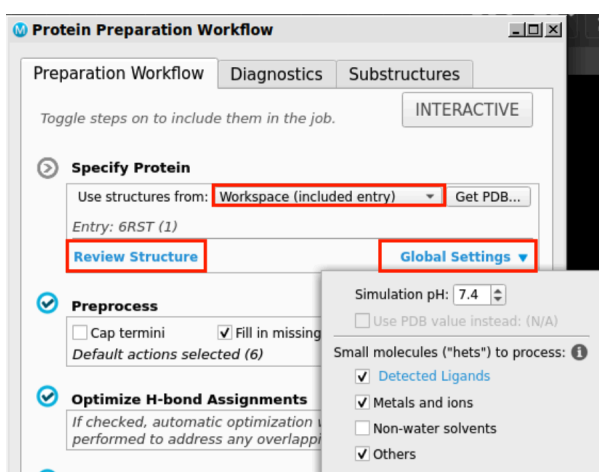 Protein Preparation Workflow
Preparation Workflow Diagnostics Substructures
Toggle steps on to include them in the job. INTERACTIVE
Specify Protein
Use structures from: Workspace (included entry) Get PDB...
Entry: 6RST (1)
Review Structure Global Settings
Simulation pH: 7.4
Use PDB value instead: (N/A)
Preprocess
Cap termini Fill in missing
Default actions selected (6)
Small molecules ("hets") to process:
Detected Ligands
Optimize H-bond Assignments
Metals and ions
If checked, automatic optimization
Non-water solvents
performed to address any
Others